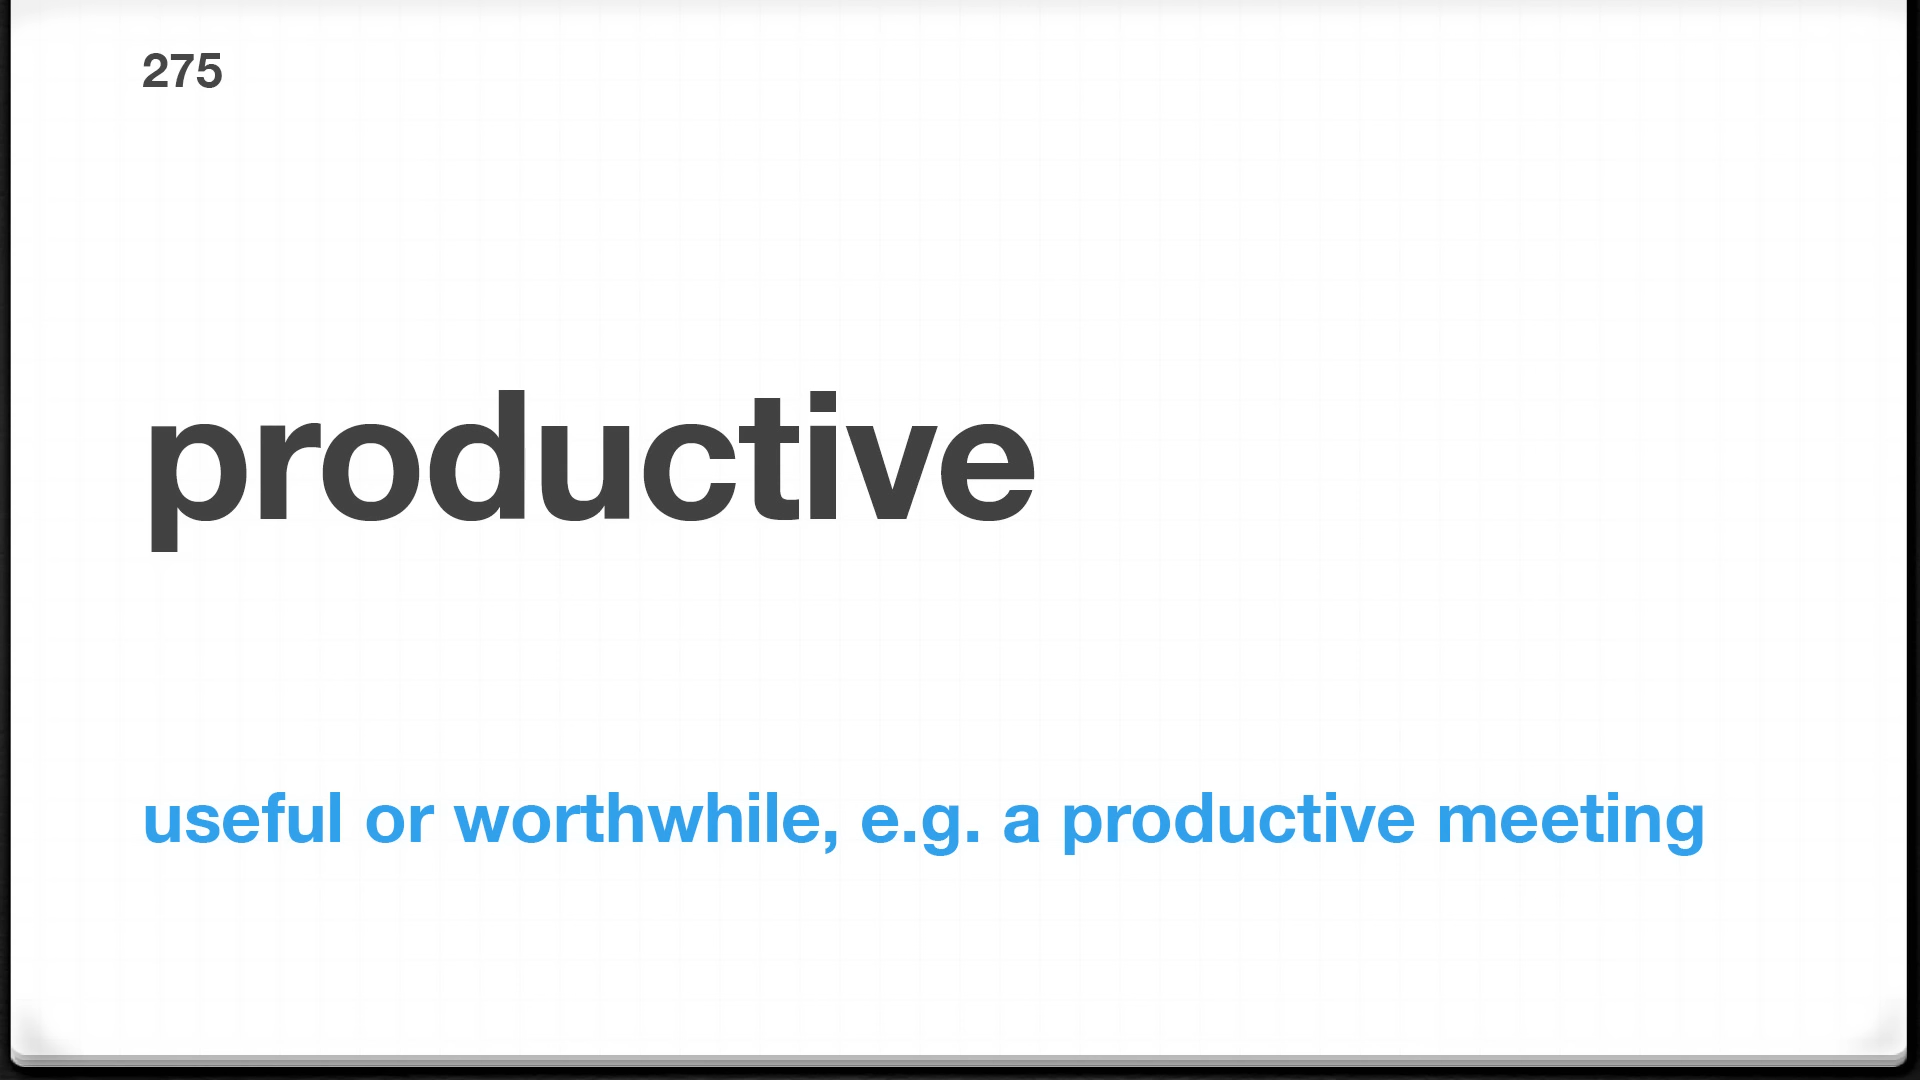 275
productive
useful or worthwhile, e.g. a productive meeting